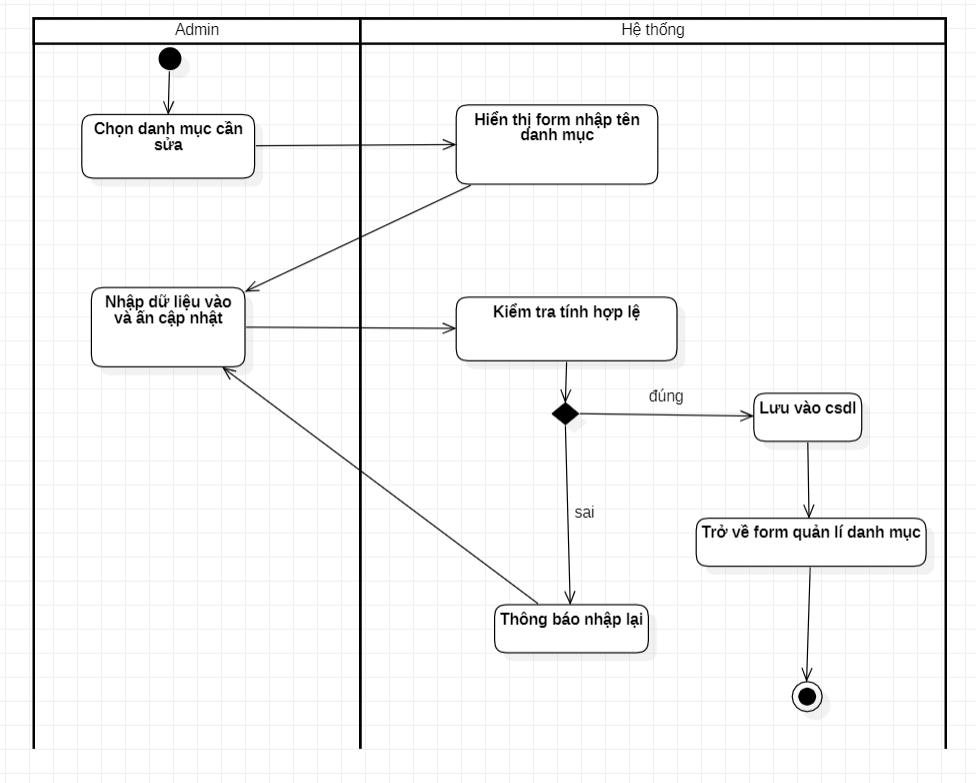 Admin
Hệ thống
Chọn danh mục cần
sửa
Hiển thị form nhập tên
danh mục
Nhập dữ liệu vào
và ấn cập nhật
Kiểm tra tính hợp lệ
đúng
Lưu vào csdl
sai
Trở về form quản lí danh mục
Thông báo nhập lại